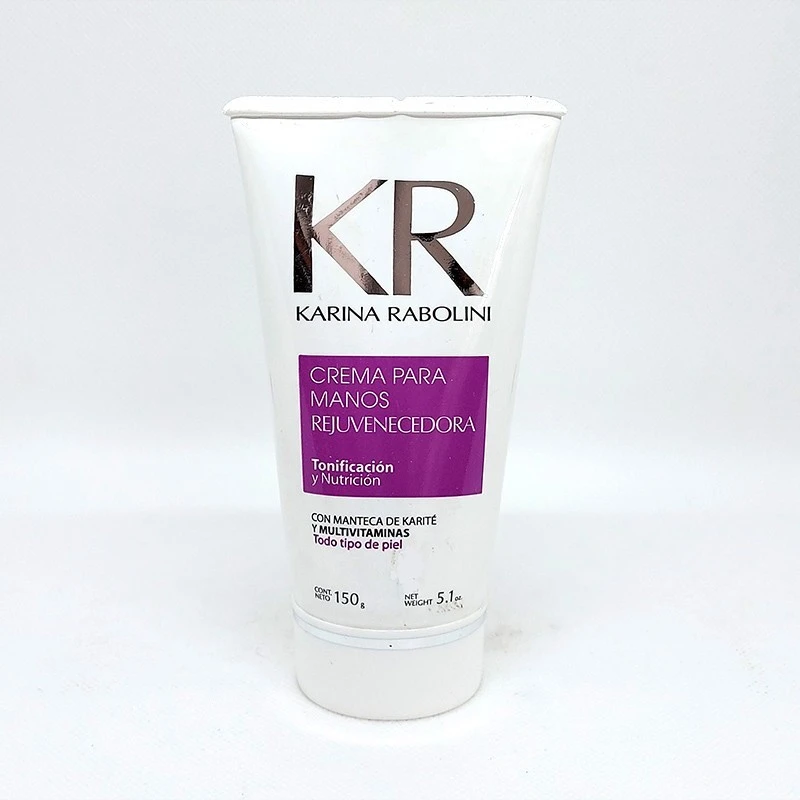 KR
KARINA RABOLINI
CREMA PARA
MANOS
REJUVENECEDORA
Tonificación
y Nutrición
CON MANTECA DE KARITÉ
Y MULTIVITAMINAS
Todo tipo de piel
CONT. NETO 150 g
NET WEIGHT 5.1 oz.